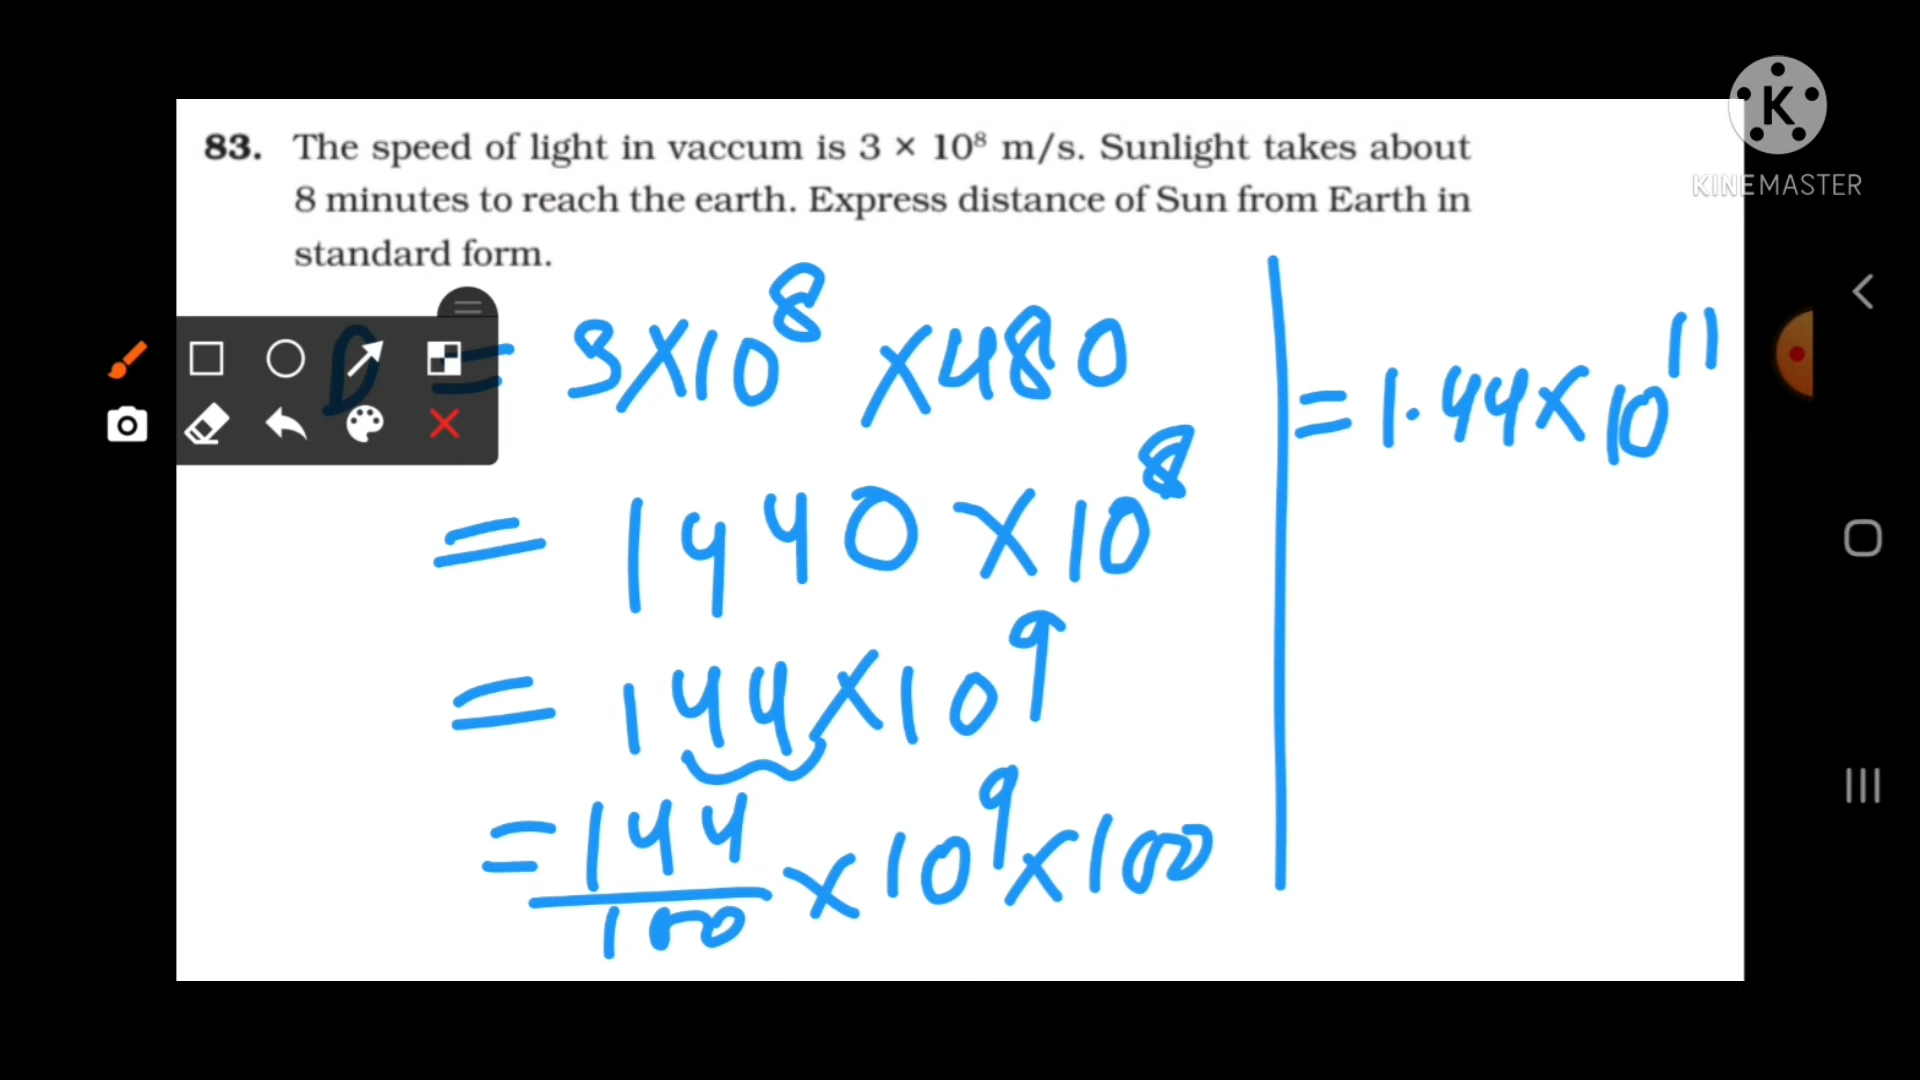 83. The speed of light in vaccum is 3 × 10⁸ m/s. Sunlight takes about
8 minutes to reach the earth. Express distance of Sun from Earth in
standard form.
K
KINEMASTER
D = 3×10⁸ ×480
= 1440×10⁸
= 144×10⁹
= 144/100 ×10⁹×100
= 1.44×10¹¹